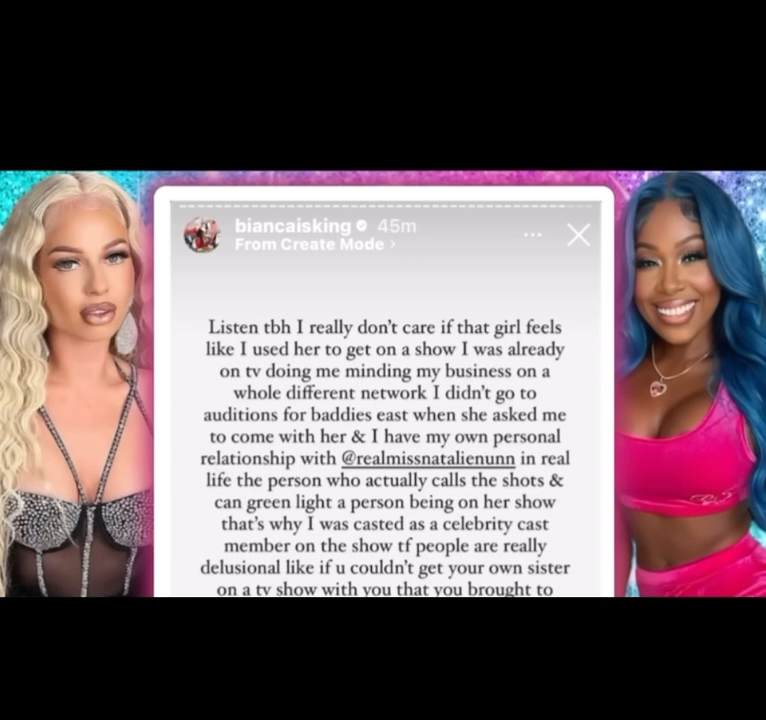 biancaisking 45m
From Create Mode >
Listen tbh I really don't care if that girl feels
like I used her to get on a show I was already
on tv doing me minding my business on a
whole different network I didn't go to
auditions for baddies east when she asked me
to come with her & I have my own personal
relationship with @realmissnatalienunn in real
life the person who actually calls the shots &
can green light a person being on her show
that's why I was casted as a celebrity cast
member on the show tf people are really
delusional like if u couldn't get your own sister
on a tv show with you that you brought to